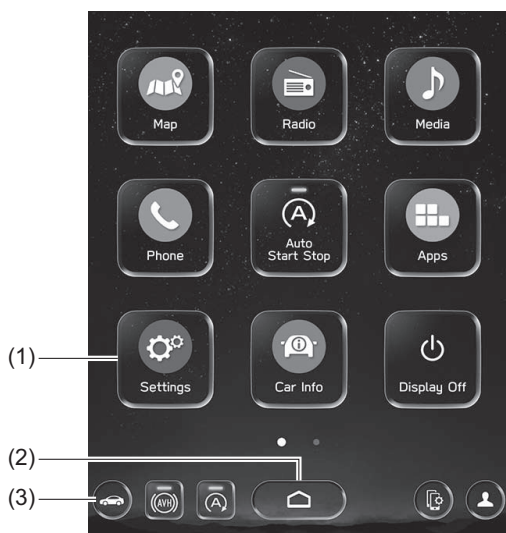 Map
Radio
Media
Phone
A
Auto
Start Stop
Apps
(1)
Settings
i
Car Info
Display Off
(2)
(3)
AVH
A